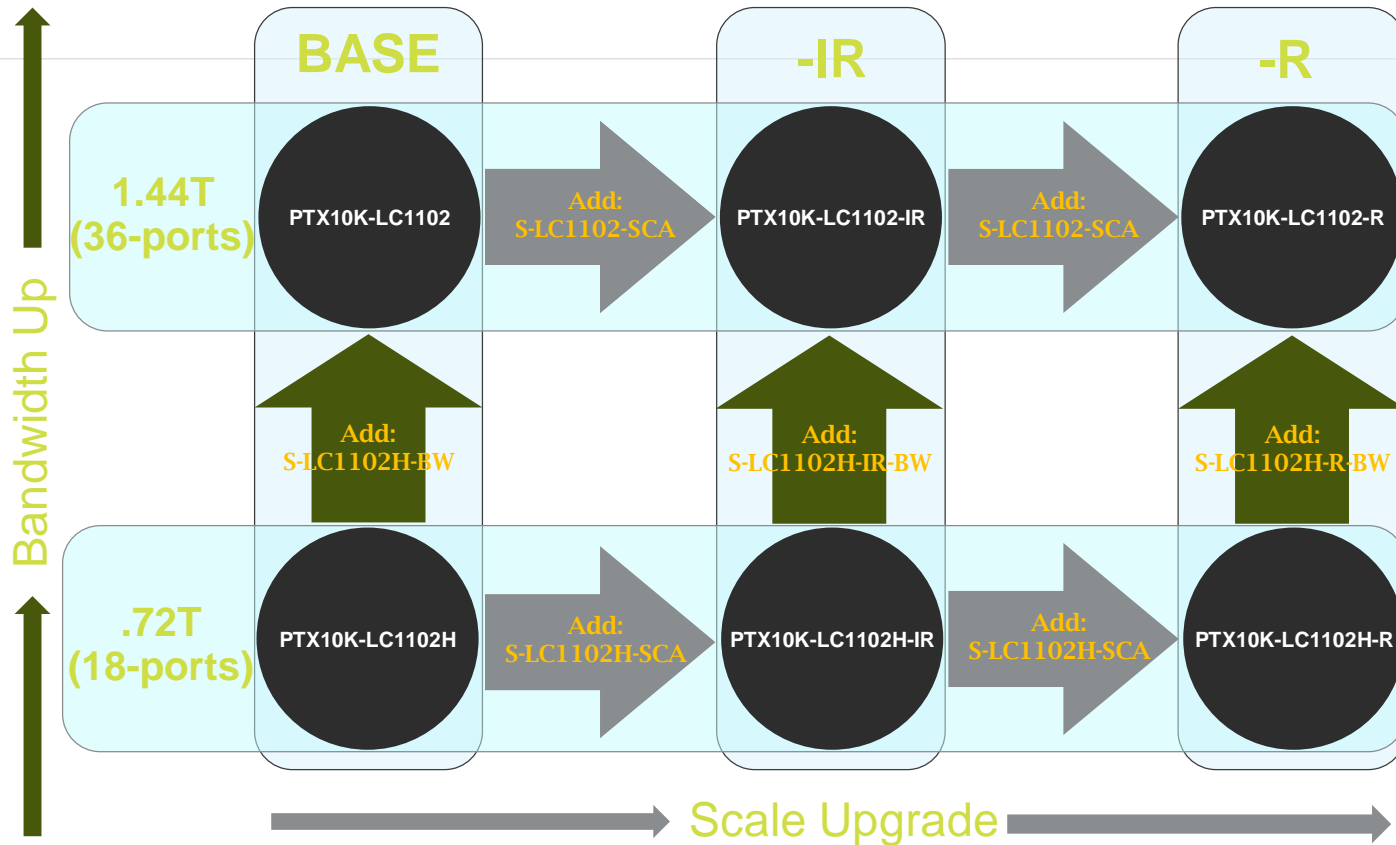 BASE
-IR
-R
1.44T
(36-ports)
PTX10K-LC1102
Add:
S-LC1102-SCA
PTX10K-LC1102-IR
Add:
S-LC1102-SCA
PTX10K-LC1102-R
Bandwidth Up
Add:
S-LC1102H-BW
Add:
S-LC1102H-IR-BW
Add:
S-LC1102H-R-BW
.72T
(18-ports)
PTX10K-LC1102H
Add:
S-LC1102H-SCA
PTX10K-LC1102H-IR
Add:
S-LC1102H-SCA
PTX10K-LC1102H-R
Scale Upgrade